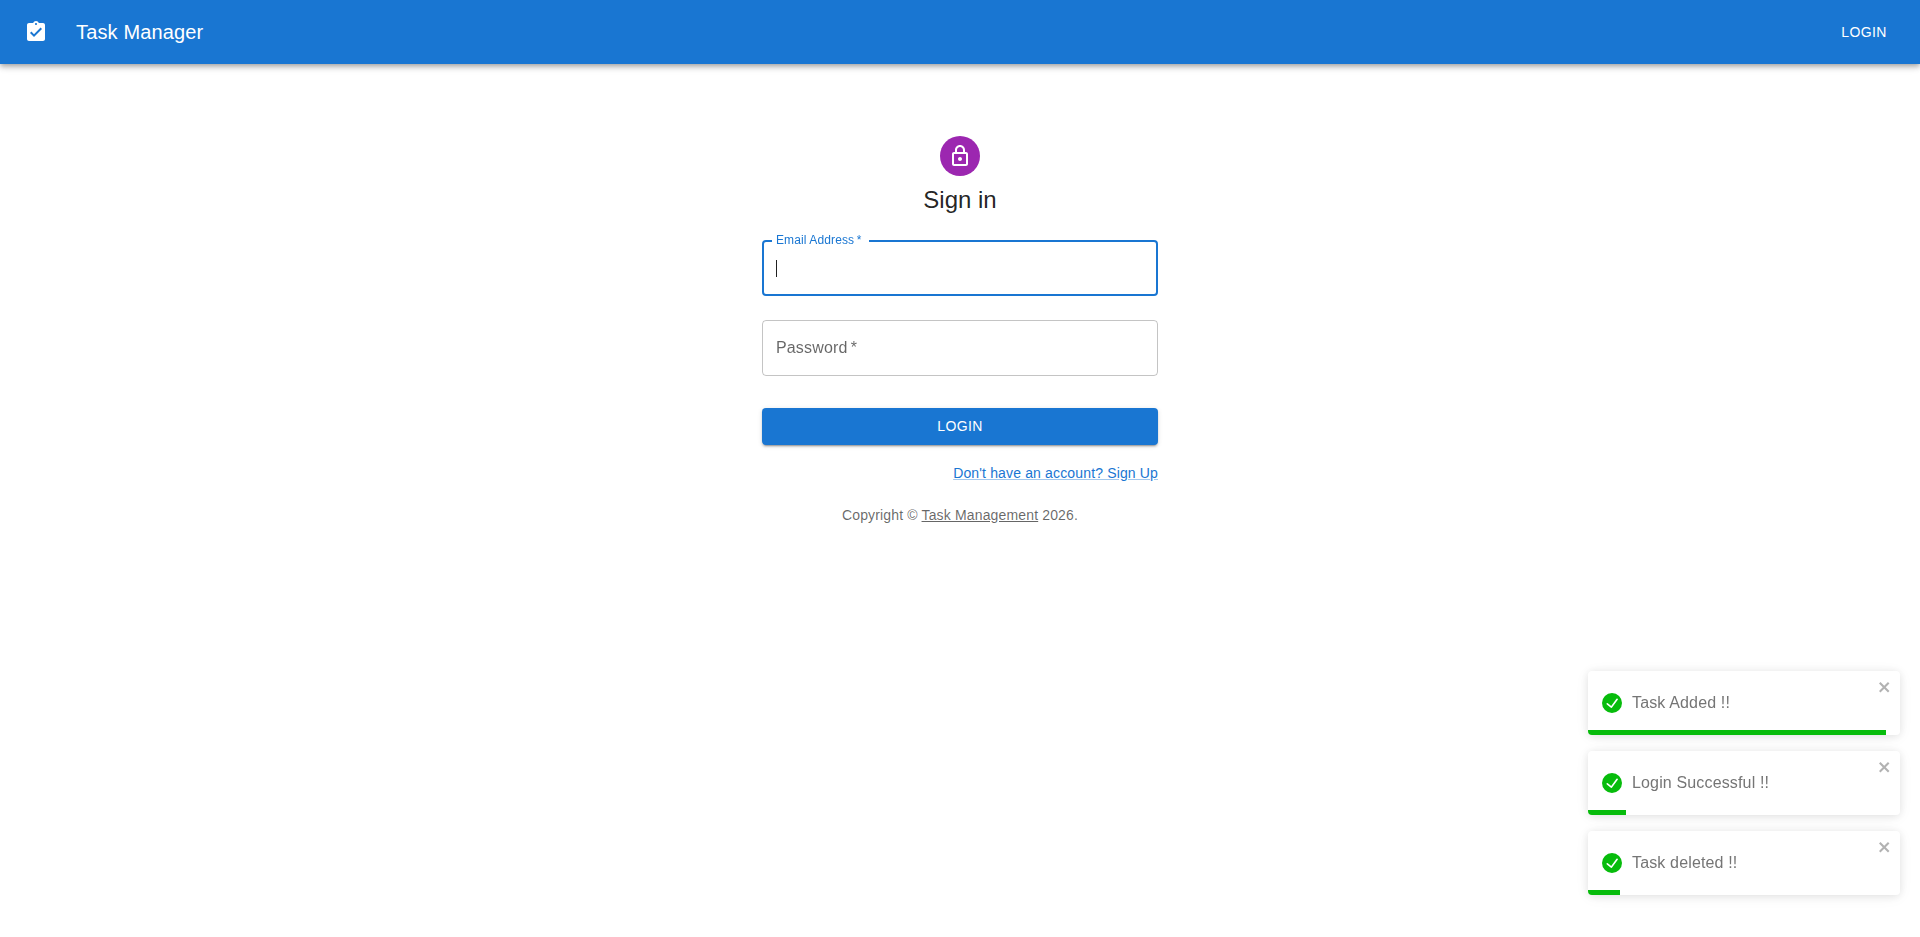 Task Manager
LOGIN
Sign in
Email Address *
Password *
LOGIN
Don't have an account? Sign Up
Copyright © Task Management 2026.
Task Added !!
Login Successful !!
Task deleted !!